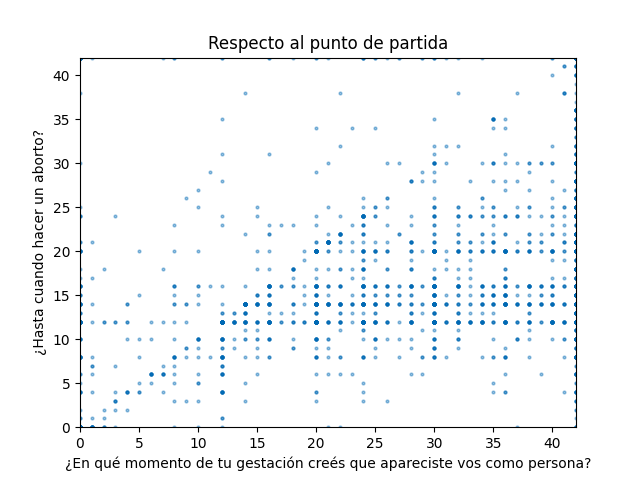 Respecto al punto de partida
¿Hasta cuando hacer un aborto?
40
35
30
25
20
15
10
5
0
0 5 10 15 20 25 30 35 40
¿En qué momento de tu gestación creés que apareciste vos como persona?